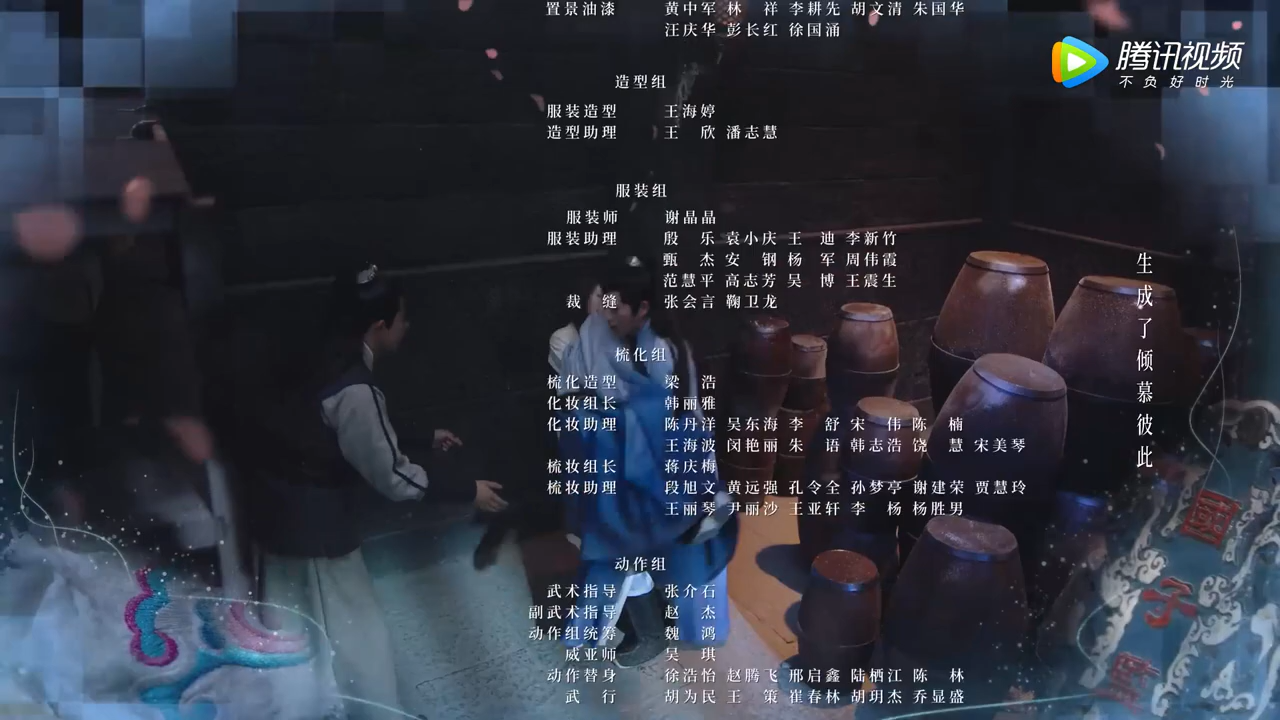 置景油漆 黄中军 林 祥 李耕先 胡文清 朱国华
汪庆华 彭长红 徐国涌
腾讯视频
不负好时光
造型组
服装造型 王海婷
造型助理 王 欣 潘志慧
服装组
服装师 谢晶晶
服装助理 殷 乐 袁小庆 王 迪 李新竹
甄 杰 安 钢 杨 军 周伟霞
范慧平 高志芳 吴 博 王震生
裁 缝 张会言 鞠卫龙
生成了倾慕彼此
梳化组
梳化造型 梁 浩
化妆组长 韩丽雅
化妆助理 陈丹洋 吴东海 李 舒 宋 伟 陈 楠
王海波 闵艳丽 朱 语 韩志浩 饶 慧 宋美琴
梳妆组长 蒋庆梅
梳妆助理 段旭文 黄远强 孔令全 孙梦亭 谢建荣 贾慧玲
王丽琴 尹丽沙 王亚轩 李 杨 杨胜男
國子監
动作组
武术指导 张介石
副武术指导 赵 杰
动作组统筹 魏 鸿
威亚师 吴 琪
动作替身 徐浩怡 赵腾飞 邢启鑫 陆栖江 陈 林
武 行 胡为民 王 策 崔春林 胡玥杰 乔显盛